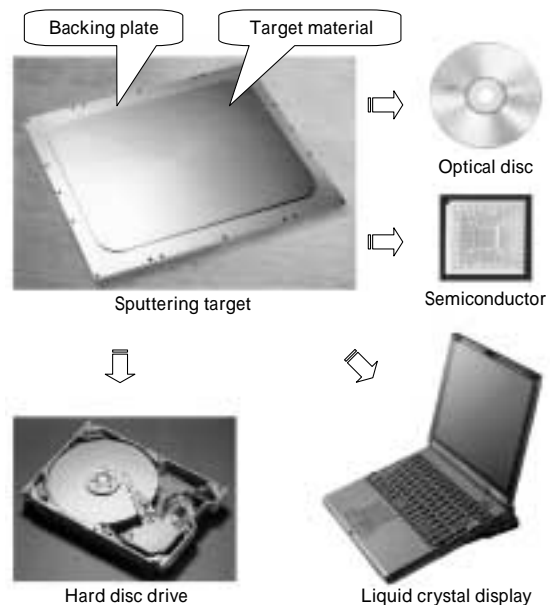 Backing plate
Target material
Optical disc
Sputtering target
Semiconductor
Hard disc drive
Liquid crystal display